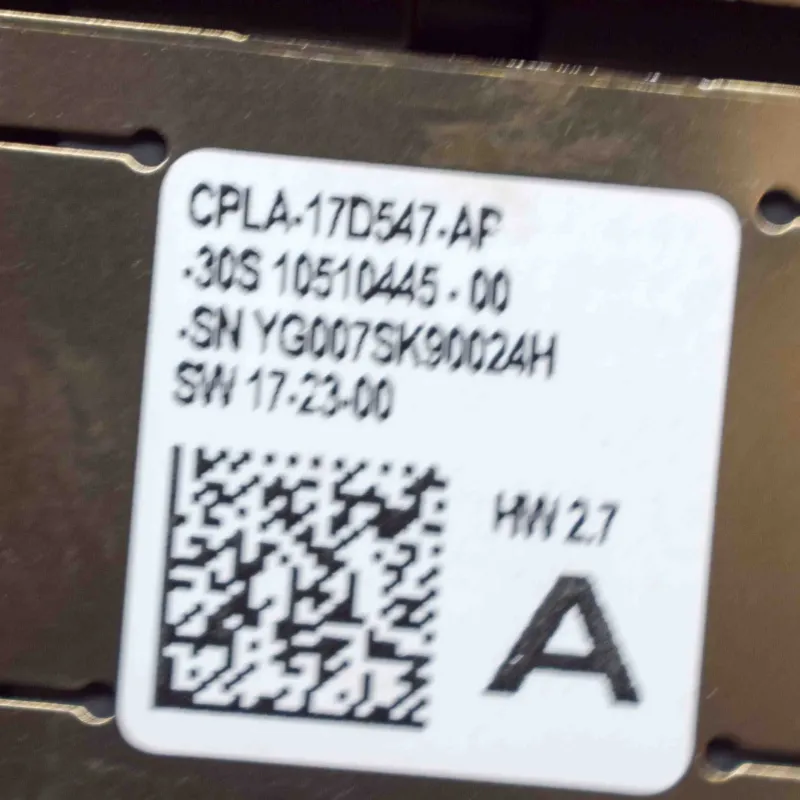 CPLA-17D547-AP
-30S 10510445 - 00
-SN YG007SK90024H
SW 17-23-00
HW 2.7
A